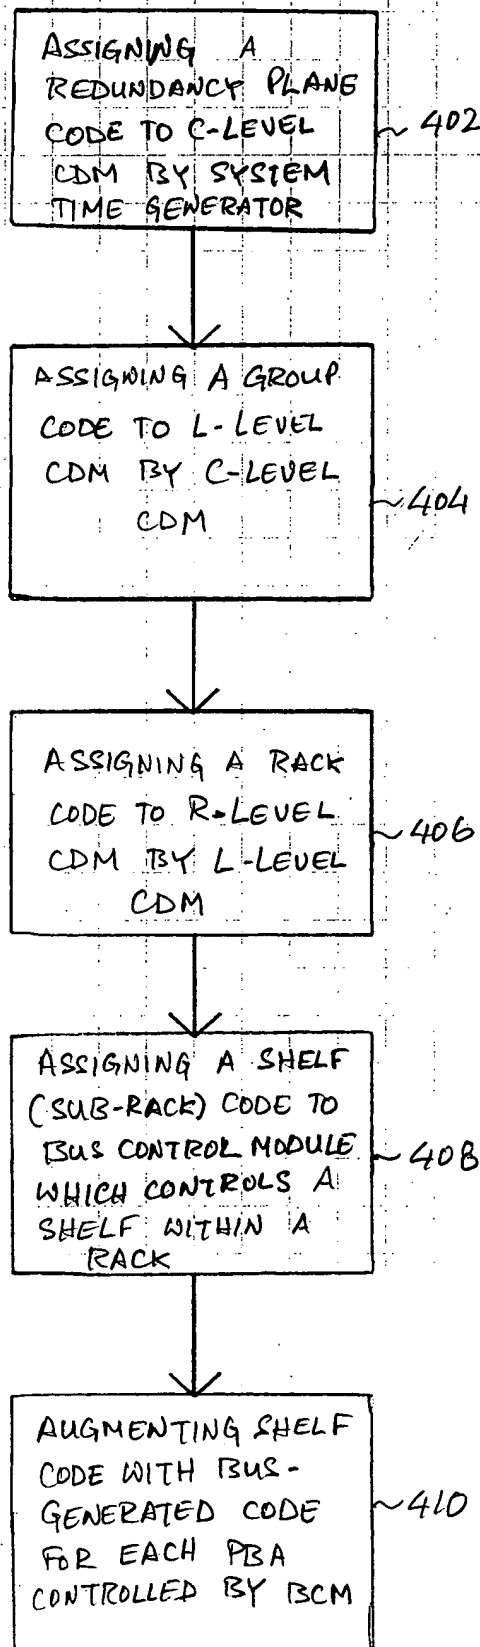 ASSIGNING A
REDUNDANCY PLANE
CODE TO C-LEVEL
CDM BY SYSTEM
TIME GENERATOR
402
ASSIGNING A GROUP
CODE TO L-LEVEL
CDM BY C-LEVEL
CDM
404
ASSIGNING A RACK
CODE TO R-LEVEL
CDM BY L-LEVEL
CDM
406
ASSIGNING A SHELF
(SUB-RACK) CODE TO
BUS CONTROL MODULE
WHICH CONTROLS A
SHELF WITHIN A
RACK
408
AUGMENTING SHELF
CODE WITH BUS-
GENERATED CODE
FOR EACH PBA
CONTROLLED BY BCM
410